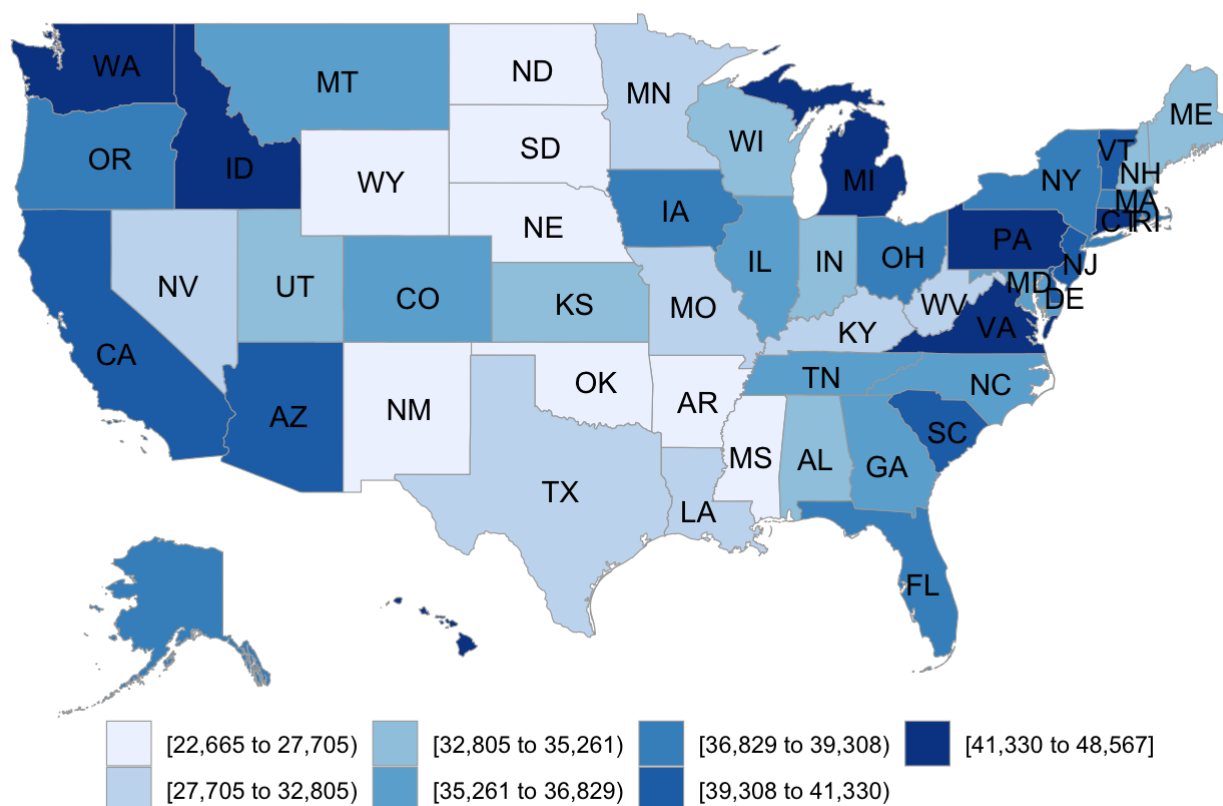 WA
MT
ND
MN
ME
OR
ID
SD
WI
VT
NH
WY
MI
NY
MA
NE
IA
CT
RI
PA
NV
UT
CO
KS
IL
IN
OH
NJ
MD
DE
CA
MO
WV
KY
VA
AZ
NM
OK
AR
TN
NC
SC
MS
AL
GA
TX
LA
FL
[22,665 to 27,705)
[32,805 to 35,261)
[36,829 to 39,308)
[41,330 to 48,567]
[27,705 to 32,805)
[35,261 to 36,829)
[39,308 to 41,330)